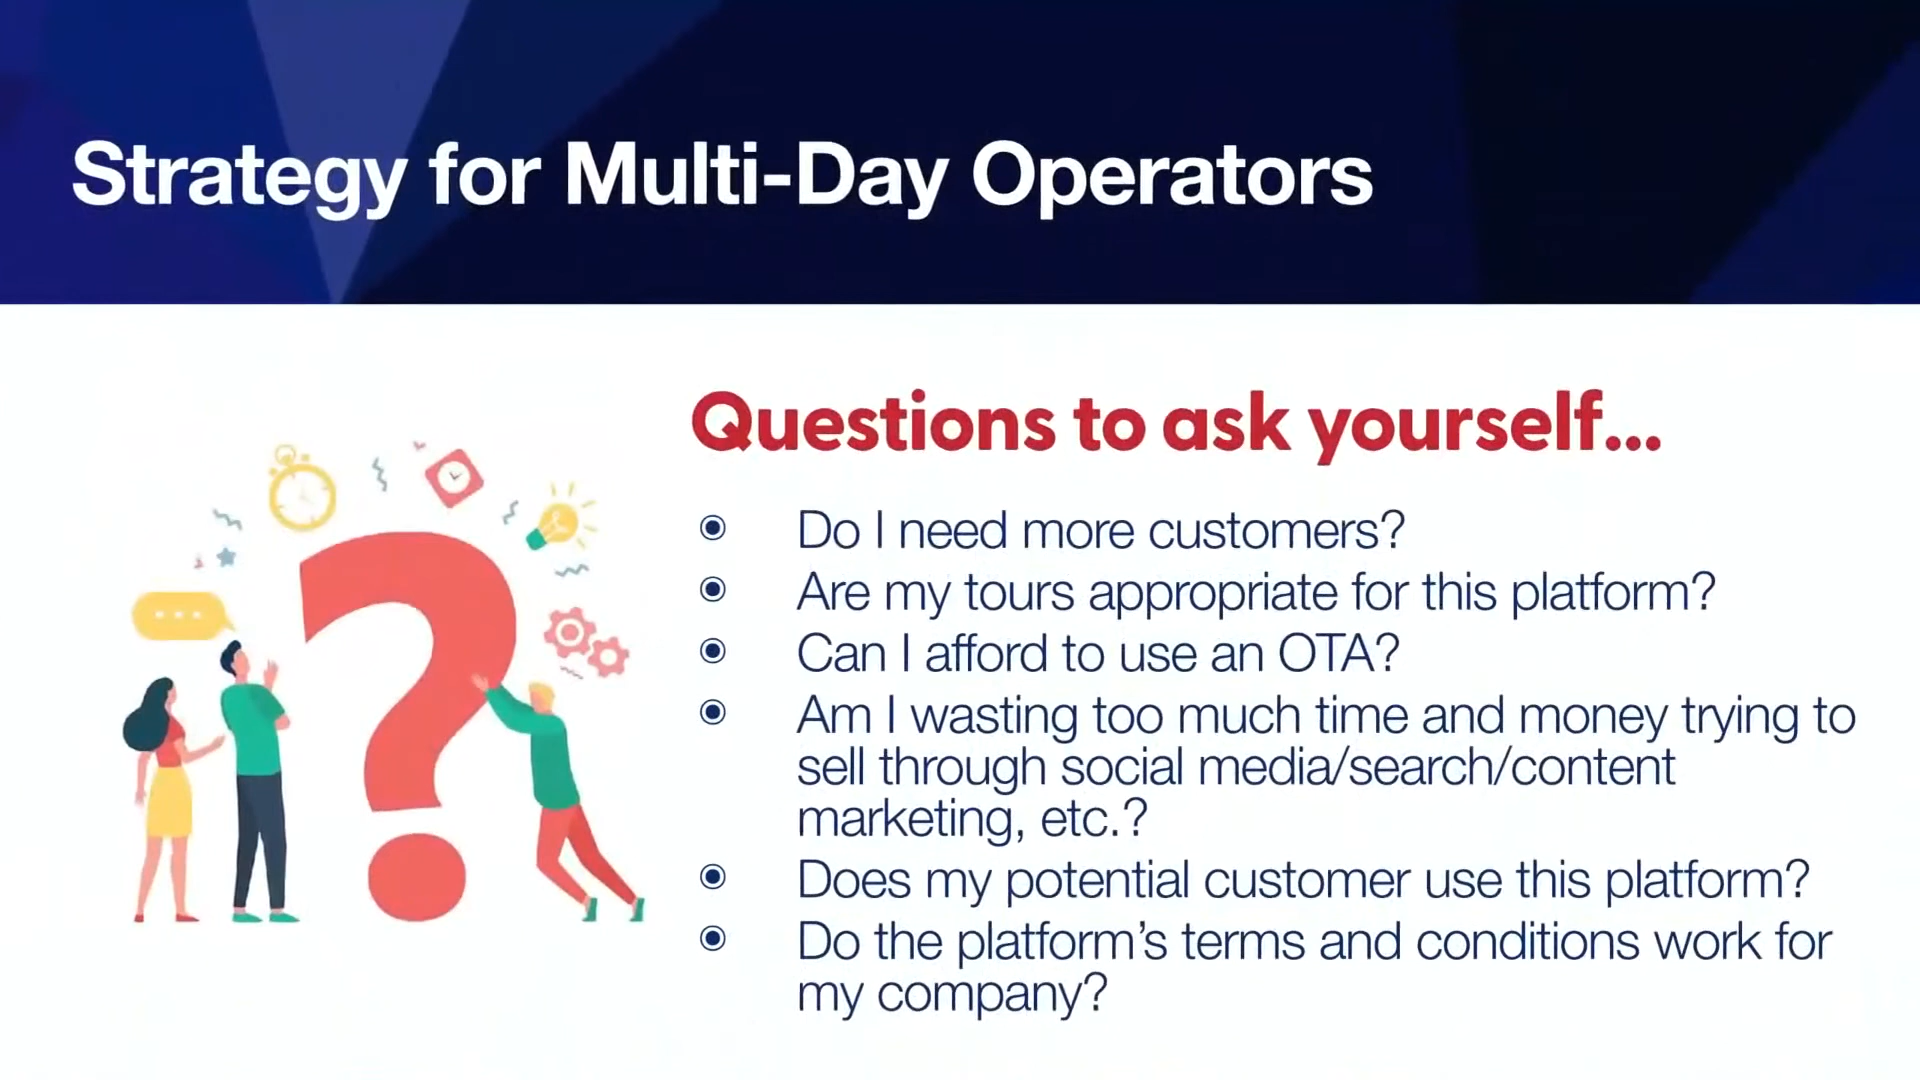 Strategy for Multi-Day Operators
Questions to ask yourself...
Do I need more customers?
Are my tours appropriate for this platform?
Can I afford to use an OTA?
Am I wasting too much time and money trying to
sell through social media/search/content
marketing, etc.?
Does my potential customer use this platform?
Do the platform’s terms and conditions work for
my company?